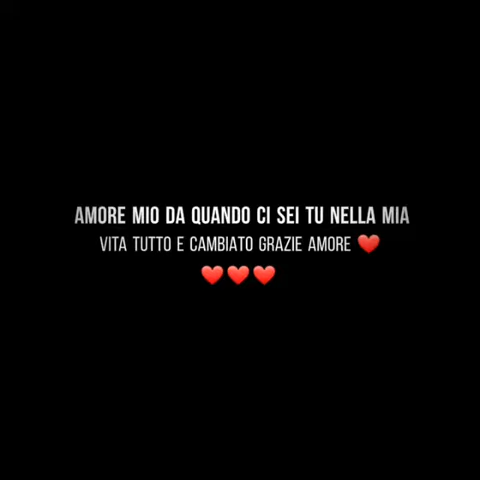 AMORE MIO DA QUANDO CI SEI TU NELLA MIA
VITA TUTTO E CAMBIATO GRAZIE AMORE ❤️
❤️❤️❤️